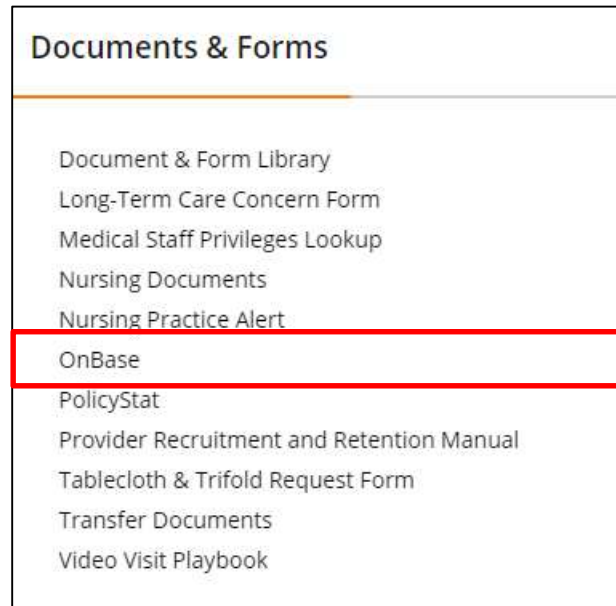 Documents & Forms
Document & Form Library
Long-Term Care Concern Form
Medical Staff Privileges Lookup
Nursing Documents
Nursing Practice Alert
OnBase
PolicyStat
Provider Recruitment and Retention Manual
Tablecloth & Trifold Request Form
Transfer Documents
Video Visit Playbook